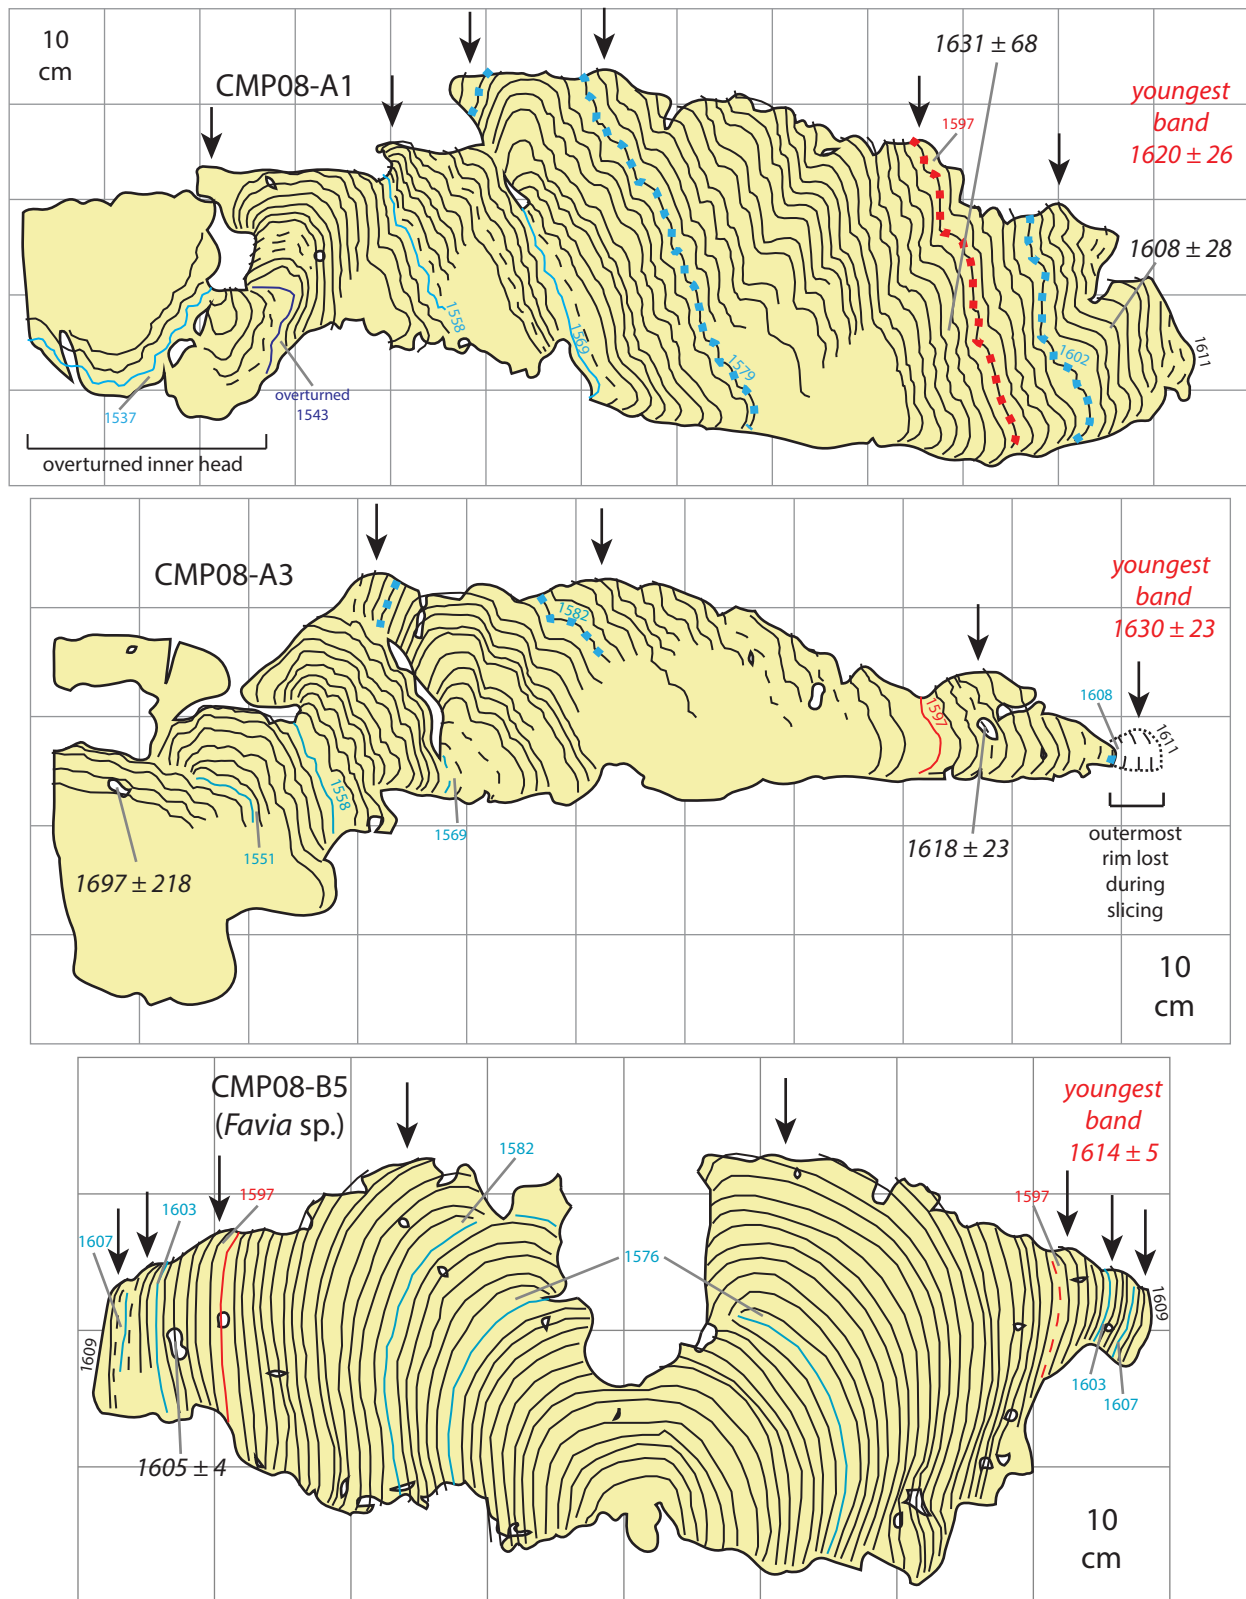 10
cm
CMP08-A1
1631 ± 68
youngest
band
1620 ± 26
1597
1608 ± 28
1558
1569
1579
1602
1611
1537
overturned
1543
overturned inner head
CMP08-A3
youngest
band
1630 ± 23
1582
1597
1608
1611
1558
1551
1569
1697 ± 218
1618 ± 23
outermost
rim lost
during
slicing
10
cm
CMP08-B5
(Favia sp.)
youngest
band
1614 ± 5
1582
1597
1603
1607
1576
1597
1609
1609
1603
1607
1605 ± 4
10
cm